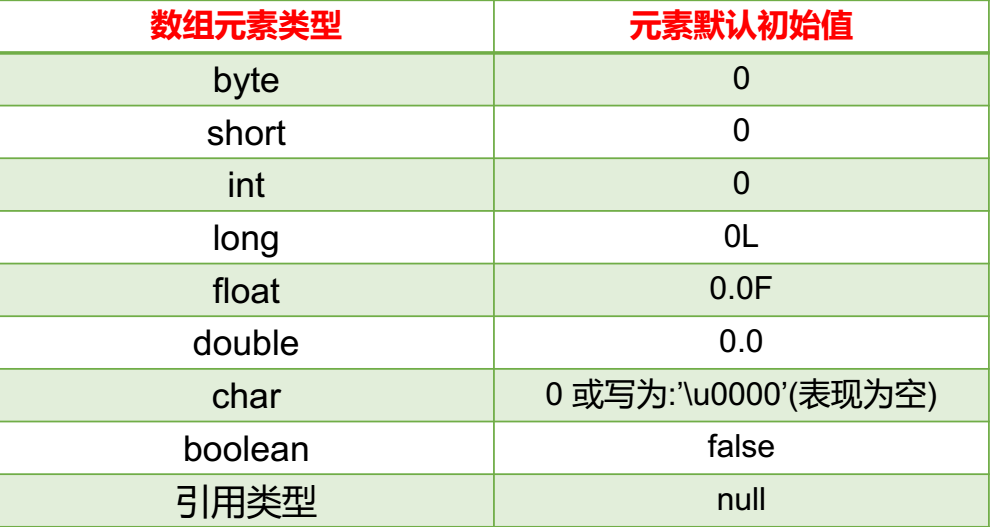 数组元素类型 元素默认初始值
byte 0
short 0
int 0
long 0L
float 0.0F
double 0.0
char 0 或写为:’\u0000’(表现为空)
boolean false
引用类型 null